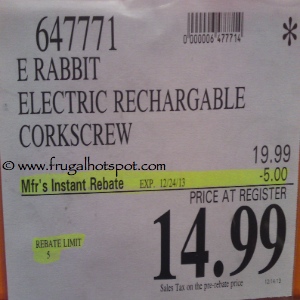 647771
0000006477714
*
E RABBIT
ELECTRIC RECHARGABLE
CORKSCREW
www.frugalhotspot.com
19.99
Mfr's Instant Rebate EXP. 12/24/13 -5.00
PRICE AT REGISTER
14.99
REBATE LIMIT
5
Sales Tax on the pre-rebate price